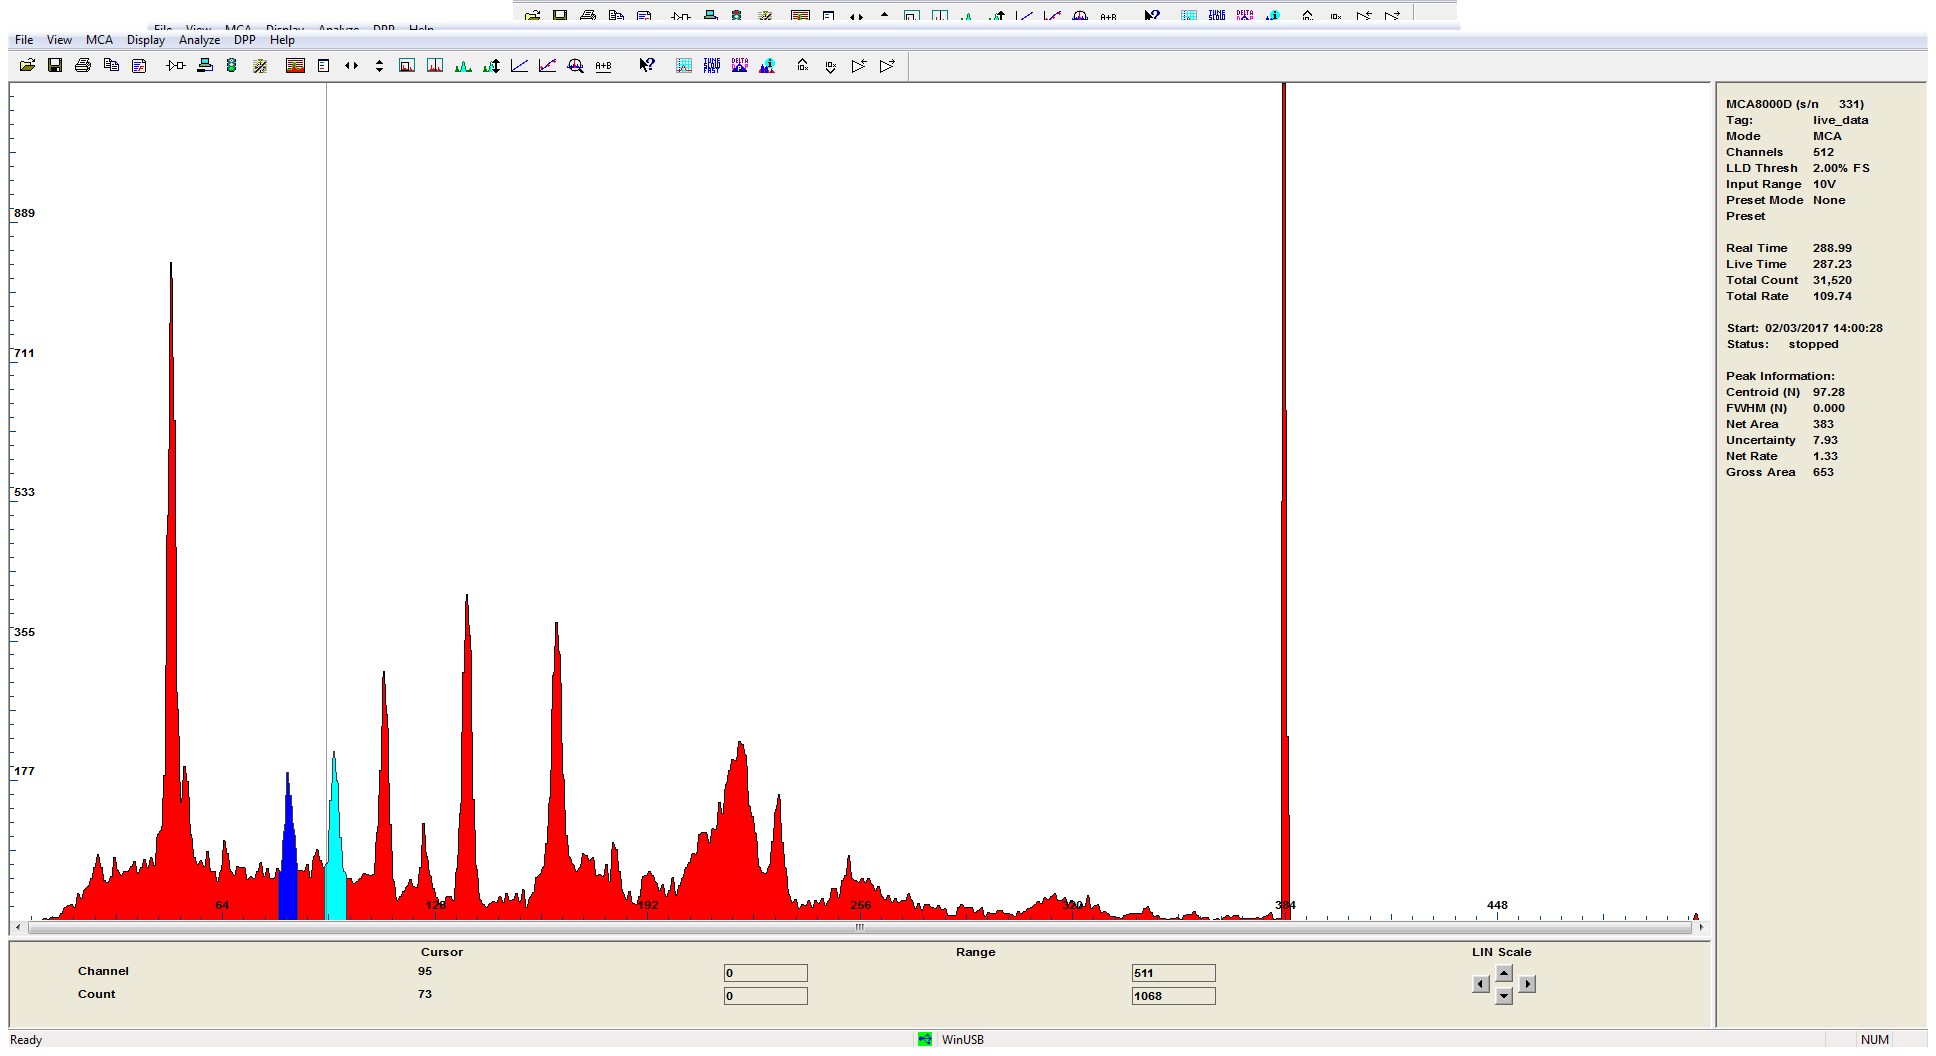 File View MCA Display Analyze DPP Help
File View MCA Display Analyze DPP Help
889
711
533
355
177
64
128
192
256
320
384
448
MCA8000D (s/n 331)
Tag: live_data
Mode MCA
Channels 512
LLD Thresh 2.00% FS
Input Range 10V
Preset Mode None
Preset
Real Time 288.99
Live Time 287.23
Total Count 31,520
Total Rate 109.74
Start: 02/03/2017 14:00:28
Status: stopped
Peak Information:
Centroid (N) 97.28
FWHM (N) 0.000
Net Area 383
Uncertainty 7.93
Net Rate 1.33
Gross Area 653
Cursor Range LIN Scale
Channel 95 0 511
Count 73 0 1068
Ready WinUSB NUM